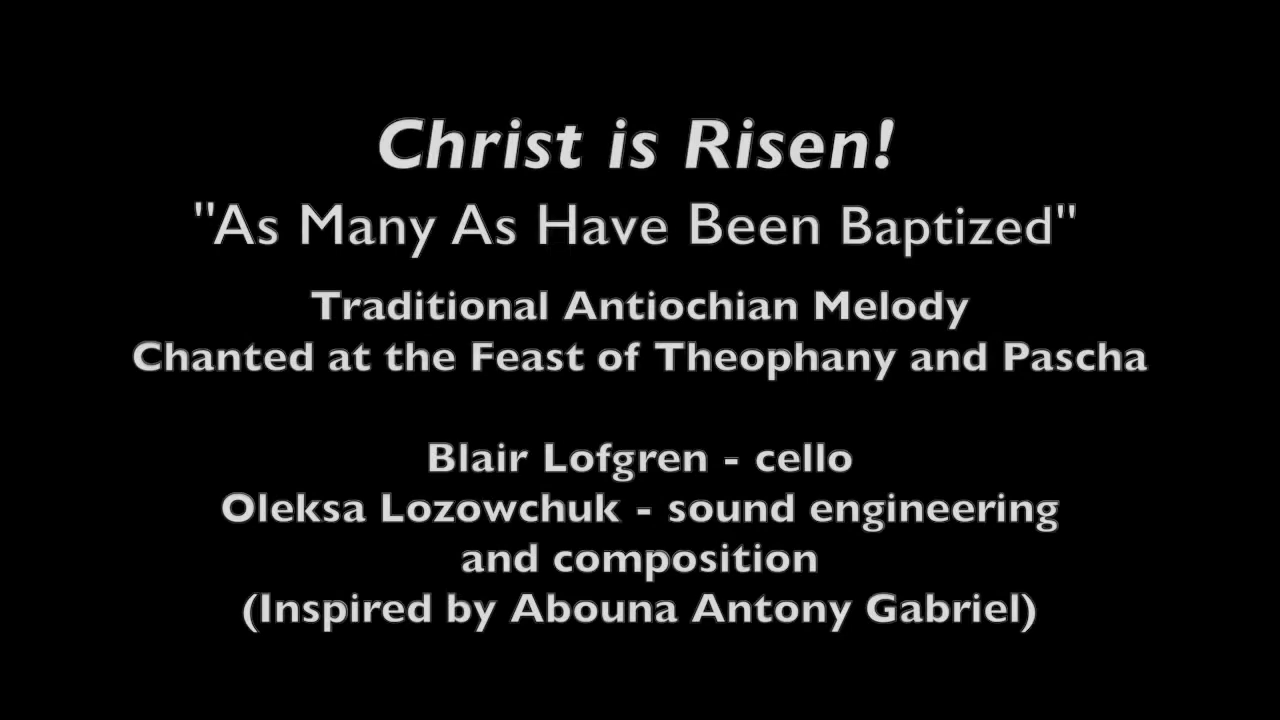 Christ is Risen!
"As Many As Have Been Baptized"
Traditional Antiochian Melody
Chanted at the Feast of Theophany and Pascha
Blair Lofgren - cello
Oleksa Lozowchuk - sound engineering
and composition
(Inspired by Abouna Antony Gabriel)